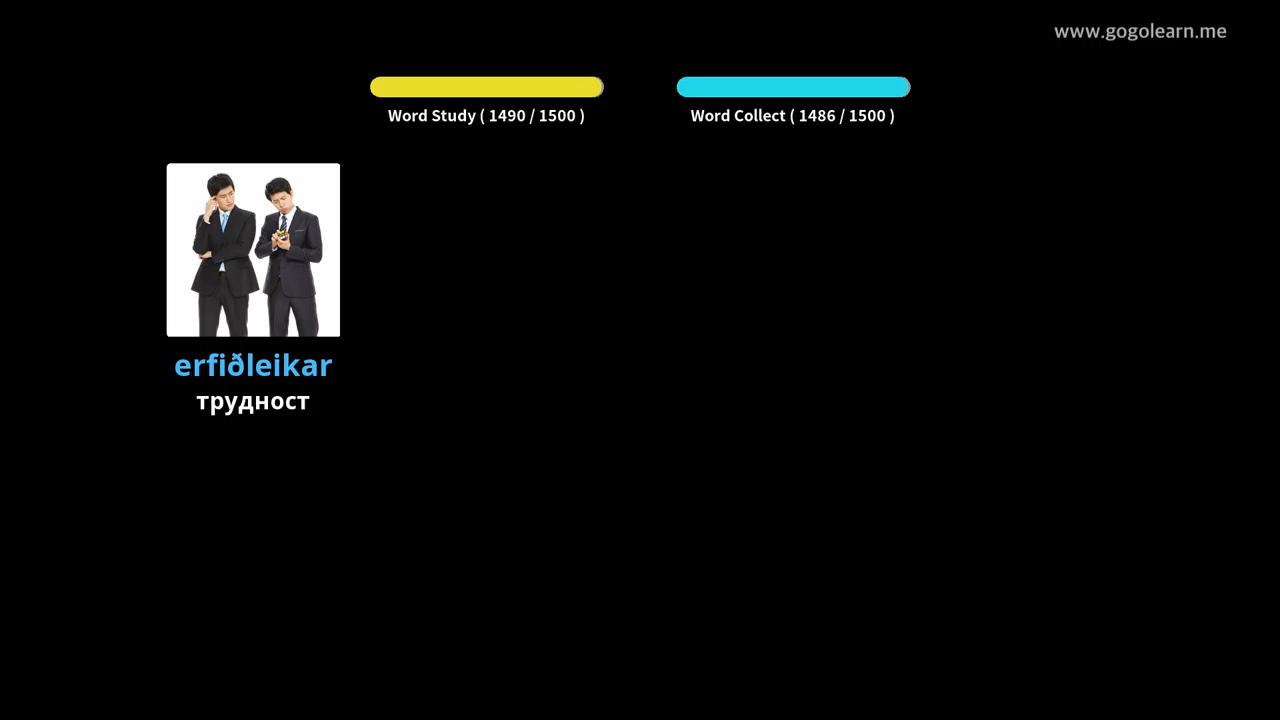 www.gogolearn.me
Word Study ( 1490 / 1500 )
Word Collect ( 1486 / 1500 )
erfiðleikar
трудност